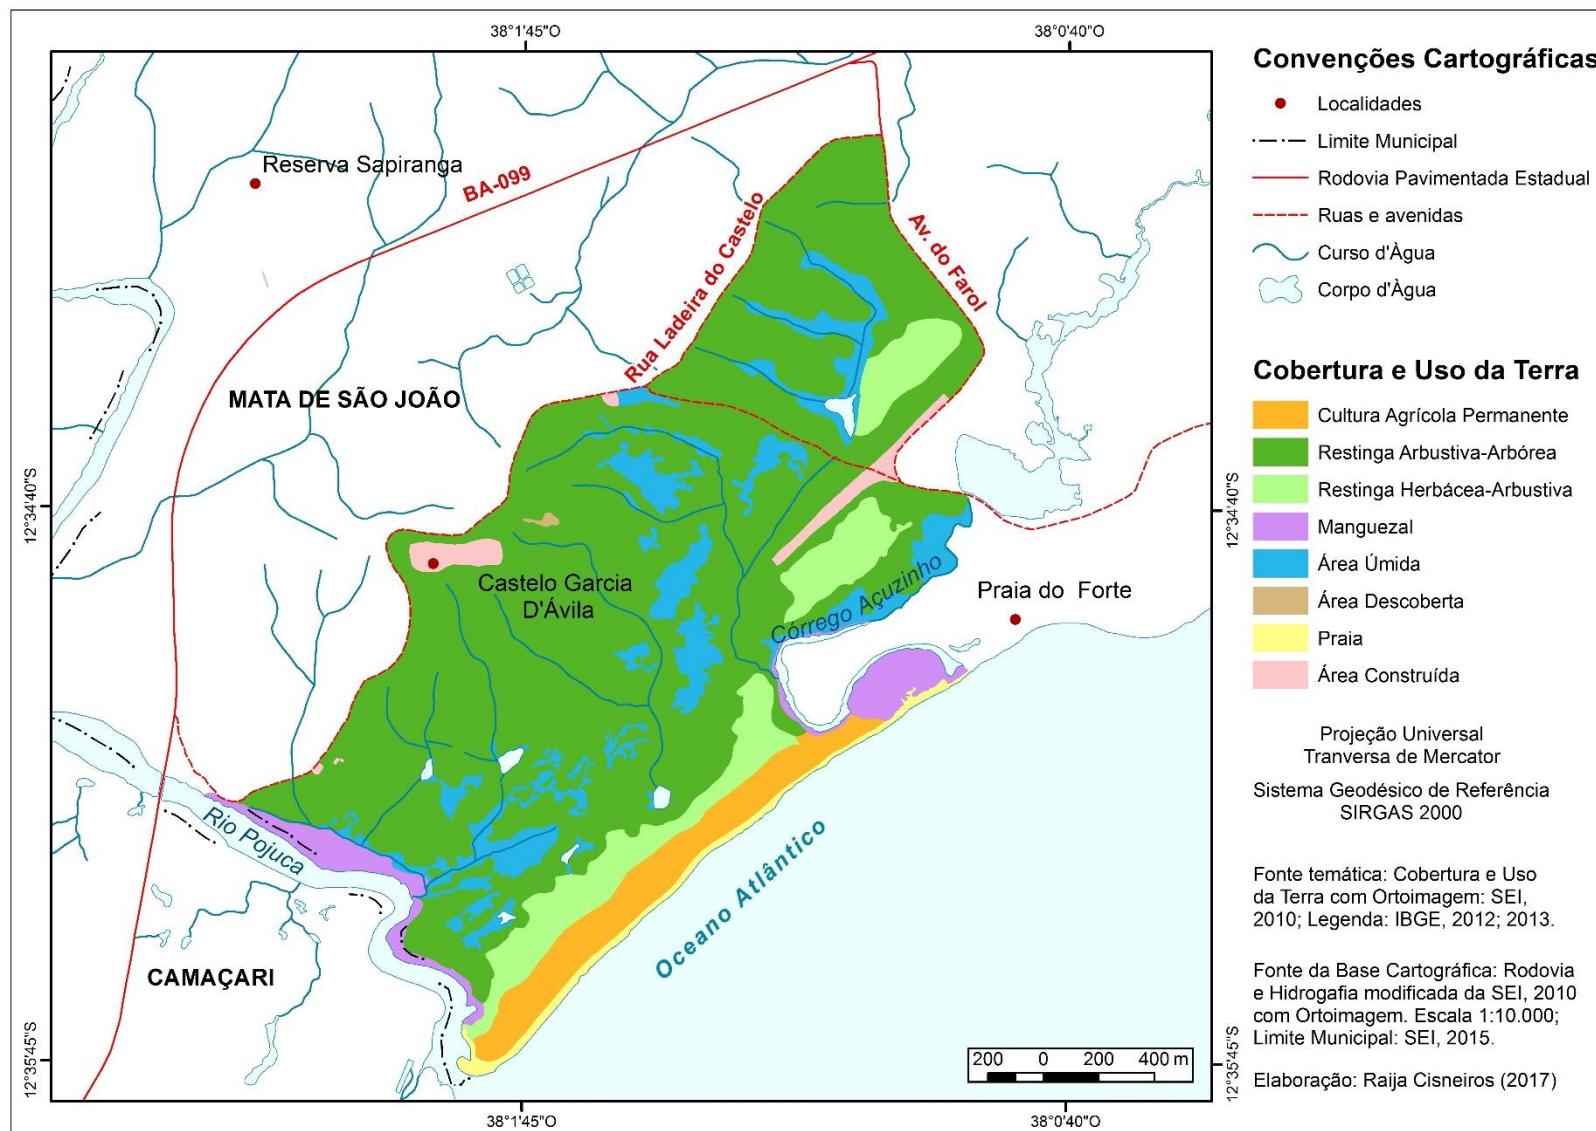 38°1'45"O
38°0'40"O
12°34'40"S
12°35'45"S
Reserva Sapiranga
BA-099
Rua Ladeira do Castelo
Av. do Farol
MATA DE SÃO JOÃO
Castelo Garcia
D'Ávila
Córrego Açuzinho
Praia do Forte
Rio Pojuca
Oceano Atlântico
CAMAÇARI
200 0 200 400 m
12°34'40"S
12°35'45"S
38°1'45"O
38°0'40"O
Convenções Cartográficas
Localidades
Limite Municipal
Rodovia Pavimentada Estadual
Ruas e avenidas
Curso d'Àgua
Corpo d'Àgua
Cobertura e Uso da Terra
Cultura Agrícola Permanente
Restinga Arbustiva-Arbórea
Restinga Herbácea-Arbustiva
Manguezal
Área Úmida
Área Descoberta
Praia
Área Construída
Projeção Universal
Tranversa de Mercator
Sistema Geodésico de Referência
SIRGAS 2000
Fonte temática: Cobertura e Uso
da Terra com Ortoimagem: SEI,
2010; Legenda: IBGE, 2012; 2013.
Fonte da Base Cartográfica: Rodovia
e Hidrogafia modificada da SEI, 2010
com Ortoimagem. Escala 1:10.000;
Limite Municipal: SEI, 2015.
Elaboração: Raija Cisneiros (2017)